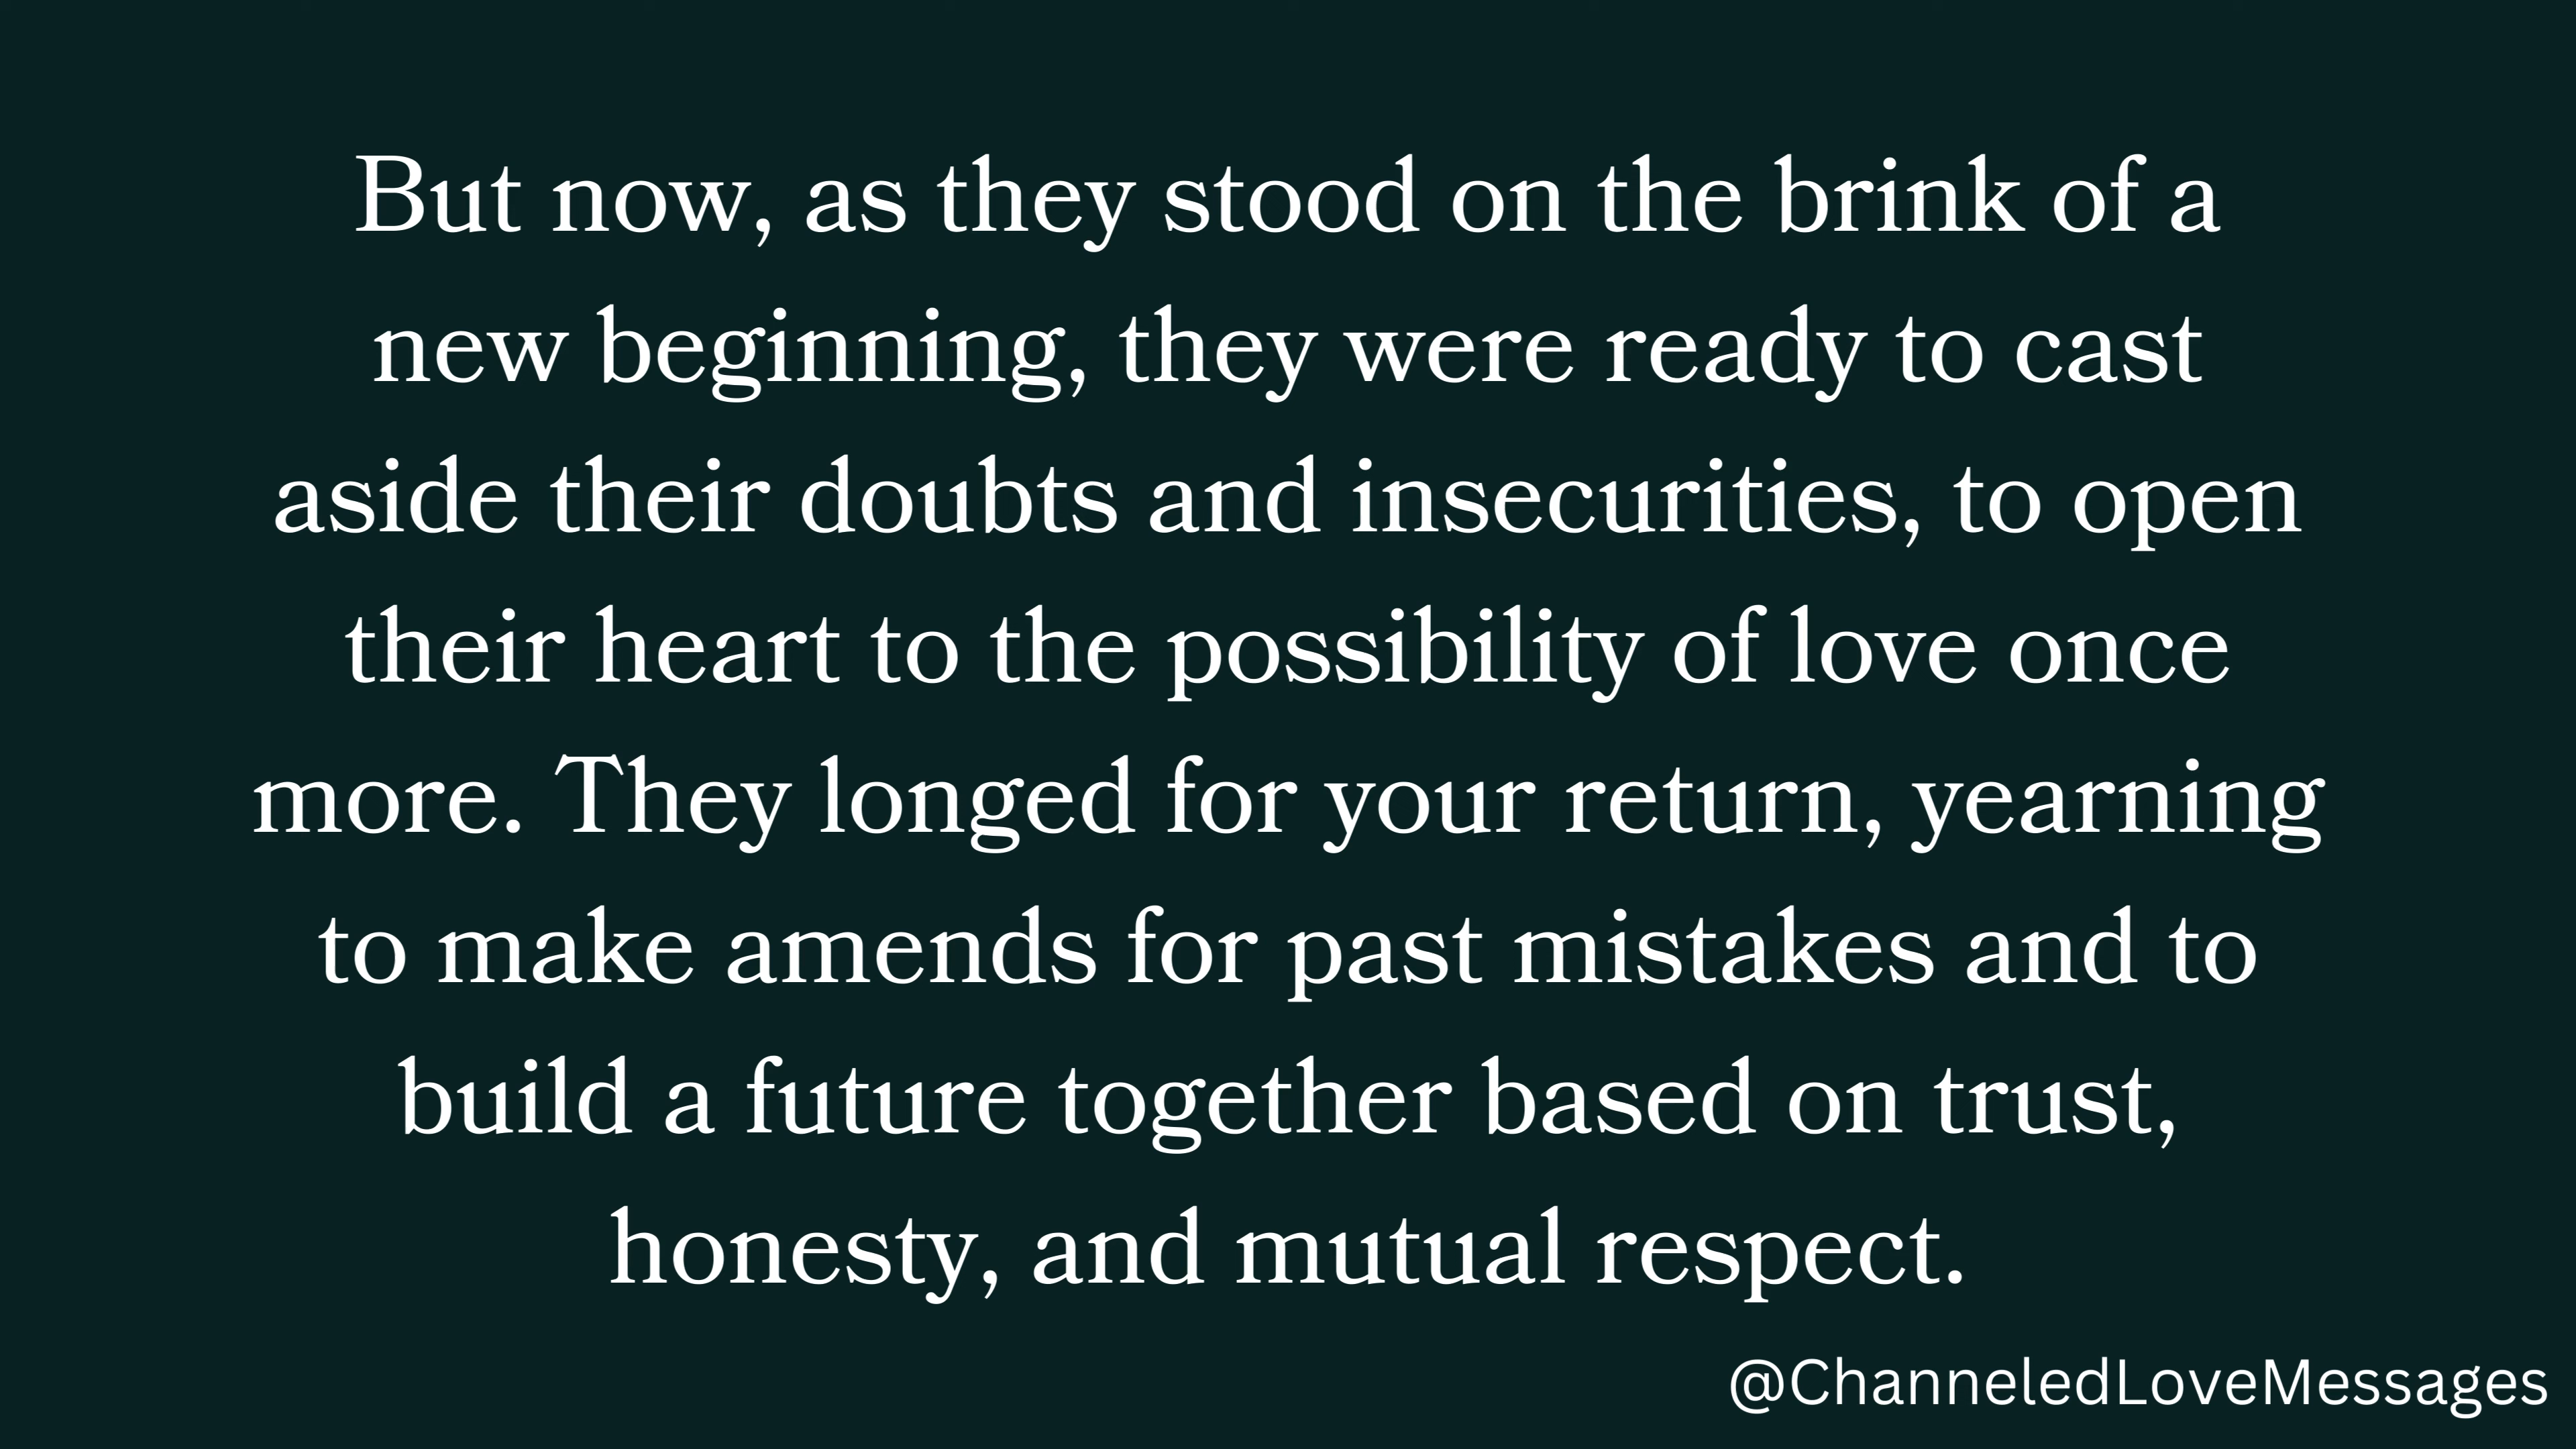 But now, as they stood on the brink of a
new beginning, they were ready to cast
aside their doubts and insecurities, to open
their heart to the possibility of love once
more. They longed for your return, yearning
to make amends for past mistakes and to
build a future together based on trust,
honesty, and mutual respect.
@ChanneledLoveMessages